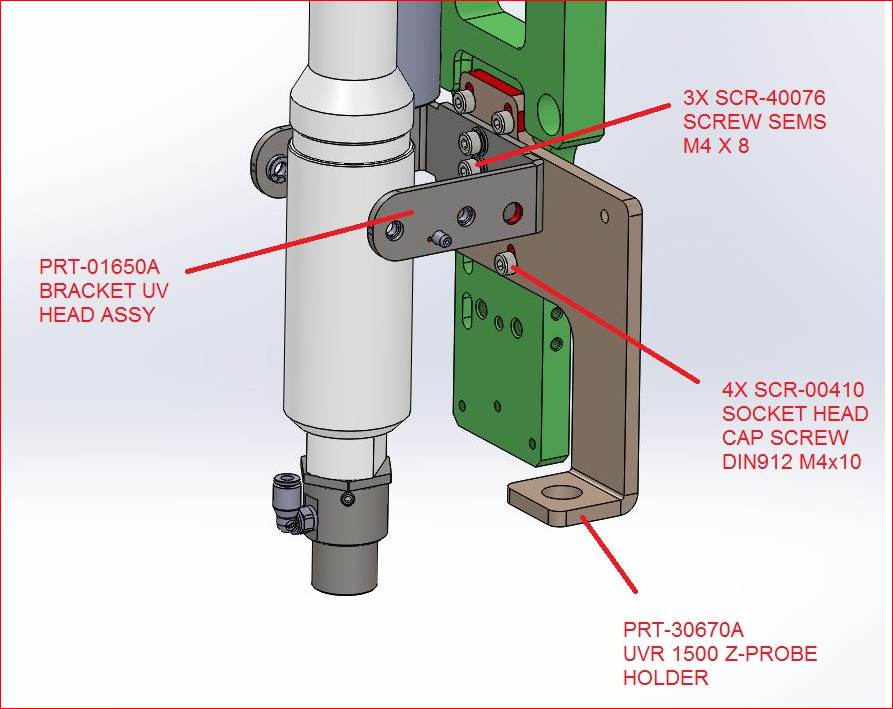 3X SCR-40076
SCREW SEMS
M4 X 8
PRT-01650A
BRACKET UV
HEAD ASSY
4X SCR-00410
SOCKET HEAD
CAP SCREW
DIN912 M4x10
PRT-30670A
UVR 1500 Z-PROBE
HOLDER